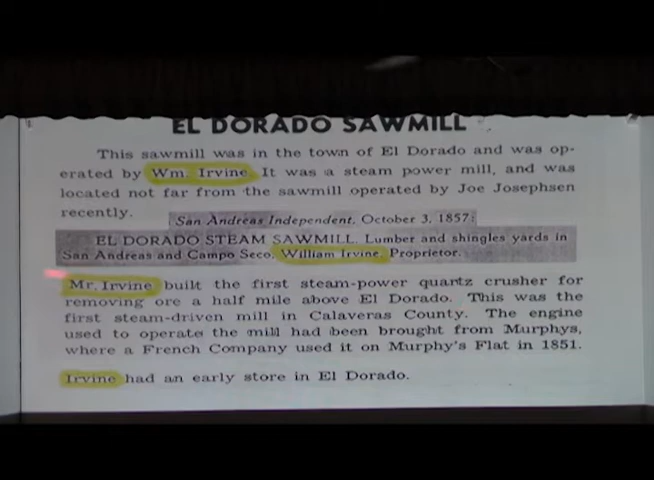 EL DORADO SAWMILL
This sawmill was in the town of El Dorado and was op-
erated by Wm. Irvine. It was a steam power mill, and was
located not far from the sawmill operated by Joe Josephsen
recently.
San Andreas Independent, October 3, 1857:
EL DORADO STEAM SAWMILL. Lumber and shingles yards in
San Andreas and Campo Seco. William Irvine, Proprietor.
Mr. Irvine built the first steam-power quartz crusher for
removing ore a half mile above El Dorado. This was the
first steam-driven mill in Calaveras County. The engine
used to operate the mill had been brought from Murphys,
where a French Company used it on Murphy's Flat in 1851.
Irvine had an early store in El Dorado.